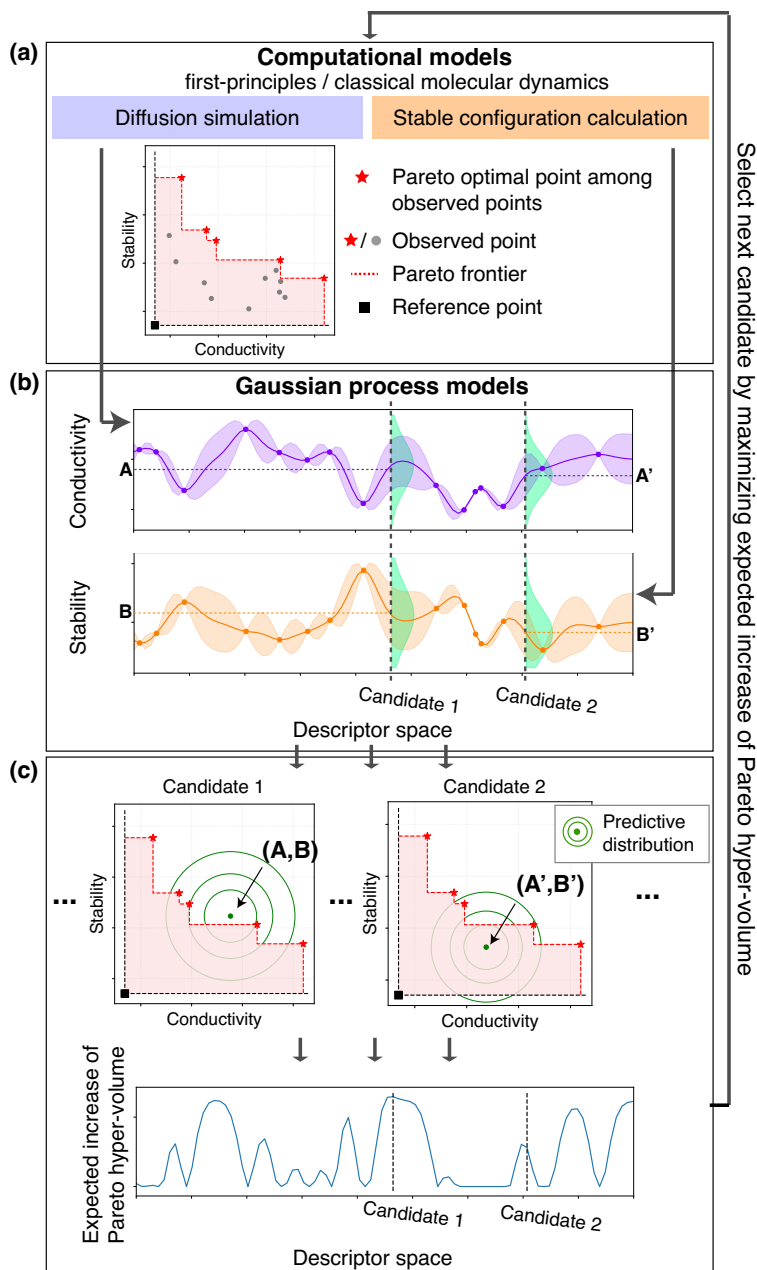 (a)
Computational models
first-principles / classical molecular dynamics
Diffusion simulation
Stable configuration calculation
Stability
Conductivity
Pareto optimal point among
observed points
/
Observed point
Pareto frontier
Reference point
Select next candidate by maximizing expected increase of Pareto hyper-volume
(b)
Gaussian process models
Conductivity
A
A'
Stability
B
B'
Candidate 1
Candidate 2
Descriptor space
(c)
Candidate 1
Candidate 2
Predictive
distribution
(A,B)
(A',B')
...
...
...
Stability
Conductivity
Stability
Conductivity
Expected increase of
Pareto hyper-volume
Candidate 1
Candidate 2
Descriptor space